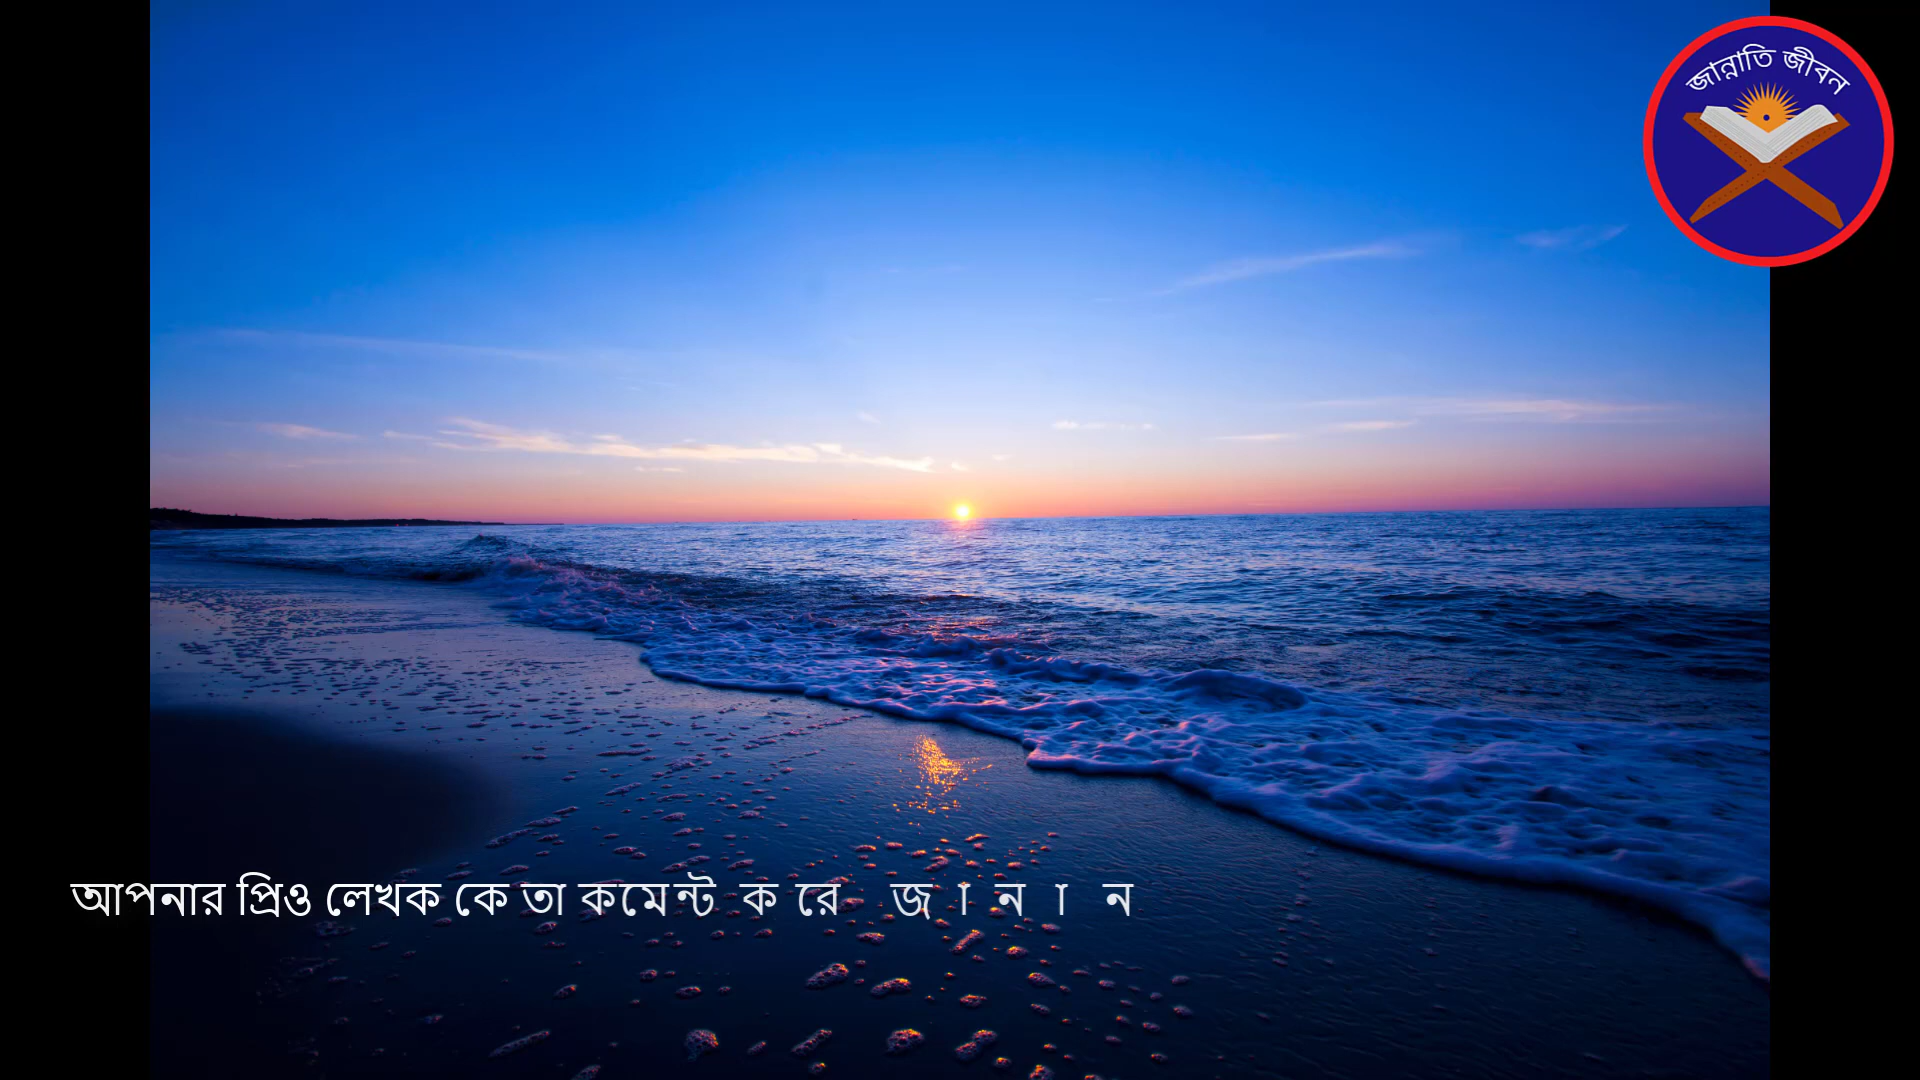 জান্নাতি জীবন
আপনার প্রিও লেখক কে তা কমেন্ট করে জানান